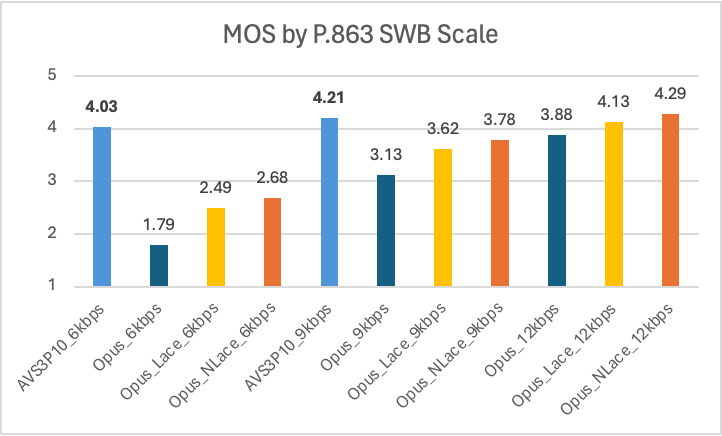 MOS by P.863 SWB Scale
5
4
3
2
1
4.03
1.79
2.49
2.68
4.21
3.13
3.62
3.78
3.88
4.13
4.29
AVS3P10_6kbps
Opus_6kbps
Opus_Lace_6kbps
Opus_NLace_6kbps
AVS3P10_9kbps
Opus_9kbps
Opus_Lace_9kbps
Opus_NLace_9kbps
Opus_12kbps
Opus_Lace_12kbps
Opus_NLace_12kbps